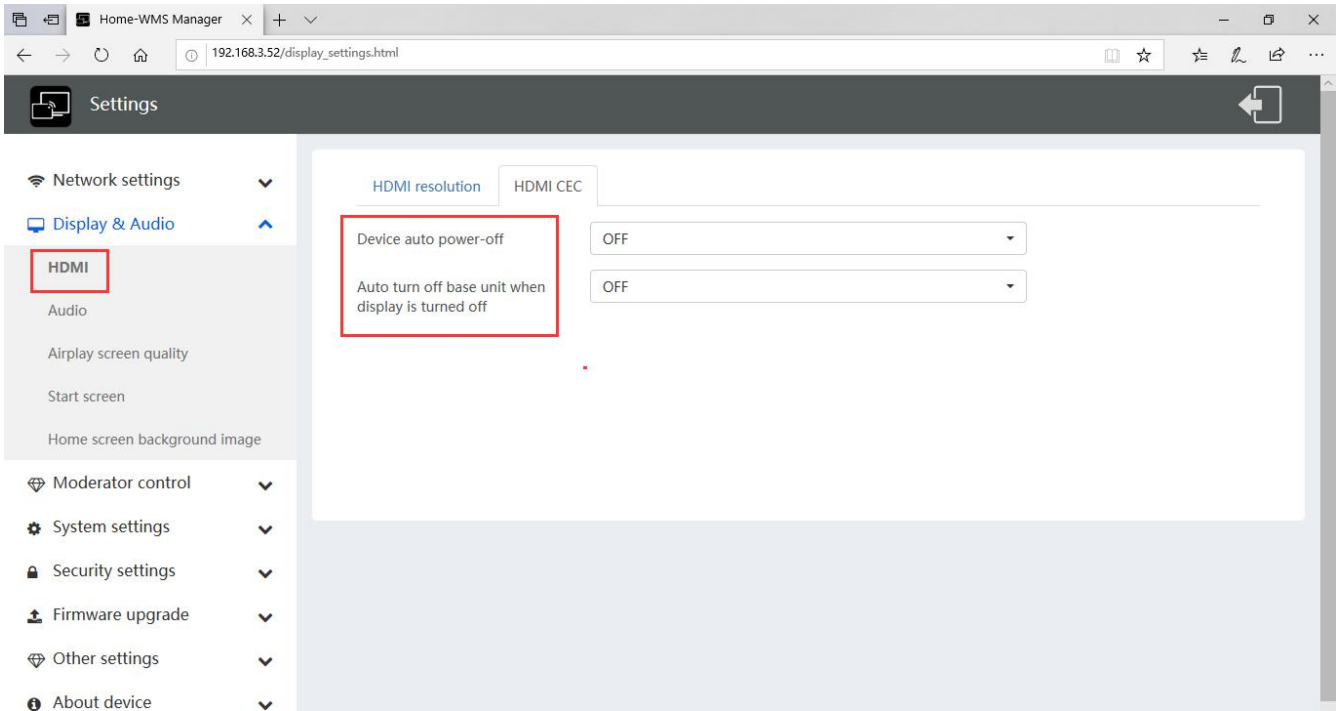 Home-WMS Manager
192.168.3.52/display_settings.html
Settings
Network settings
Display & Audio
HDMI
Audio
Airplay screen quality
Start screen
Home screen background image
Moderator control
System settings
Security settings
Firmware upgrade
Other settings
About device
HDMI resolution
HDMI CEC
Device auto power-off
OFF
Auto turn off base unit when
display is turned off
OFF